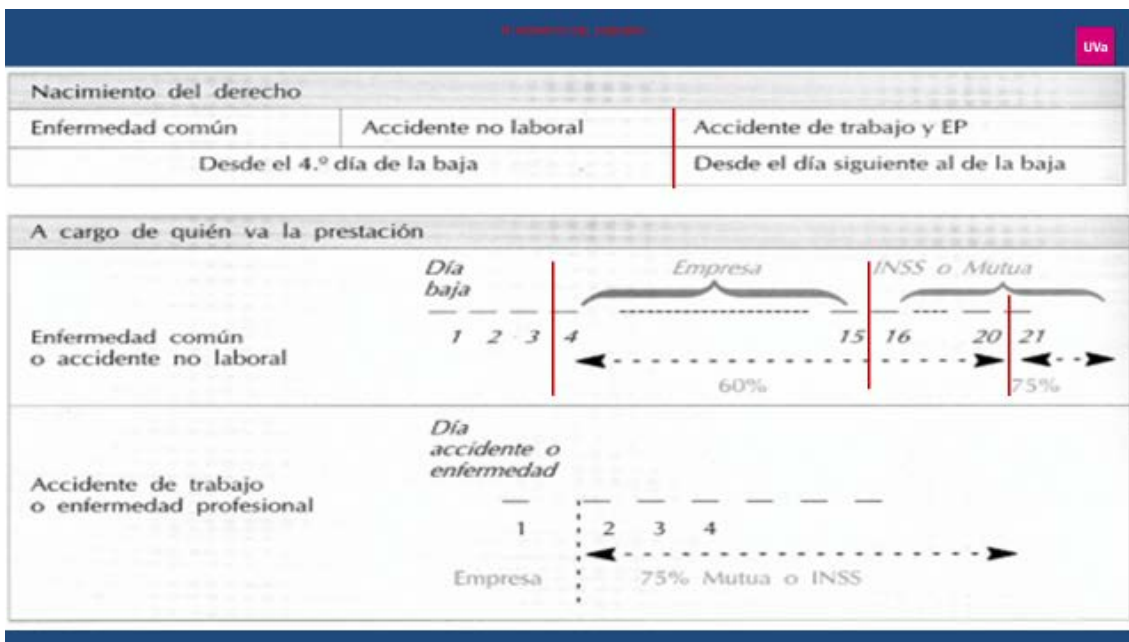 UVa
Nacimiento del derecho
Enfermedad común
Accidente no laboral
Accidente de trabajo y EP
Desde el 4.º día de la baja
Desde el día siguiente al de la baja
A cargo de quién va la prestación
Día
baja
Empresa
INSS o Mutua
Enfermedad común
o accidente no laboral
1 2 3 4 15 16 20 21
60%
75%
Día
accidente o
enfermedad
Accidente de trabajo
o enfermedad profesional
1 2 3 4
Empresa
75% Mutua o INSS